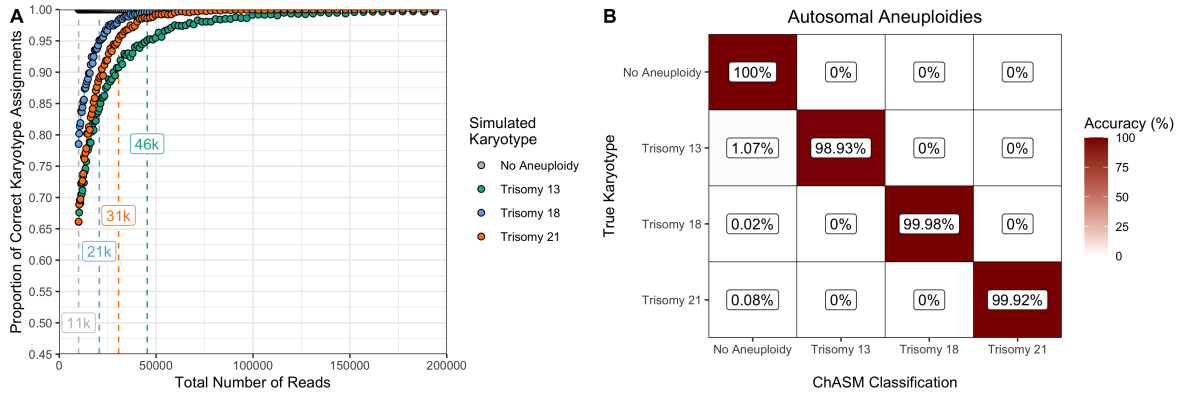 A
Proportion of Correct Karyotype Assignments
1.00
0.95
0.90
0.85
0.80
0.75
0.70
0.65
0.60
0.55
0.50
0.45
46k
31k
21k
11k
0
50000
100000
150000
200000
Total Number of Reads
Simulated
Karyotype
No Aneuploidy
Trisomy 13
Trisomy 18
Trisomy 21
B
Autosomal Aneuploidies
True Karyotype
No Aneuploidy
100%
0%
0%
0%
Trisomy 13
1.07%
98.93%
0%
0%
Trisomy 18
0.02%
0%
99.98%
0%
Trisomy 21
0.08%
0%
0%
99.92%
No Aneuploidy
Trisomy 13
Trisomy 18
Trisomy 21
ChASM Classification
Accuracy (%)
100
75
50
25
0